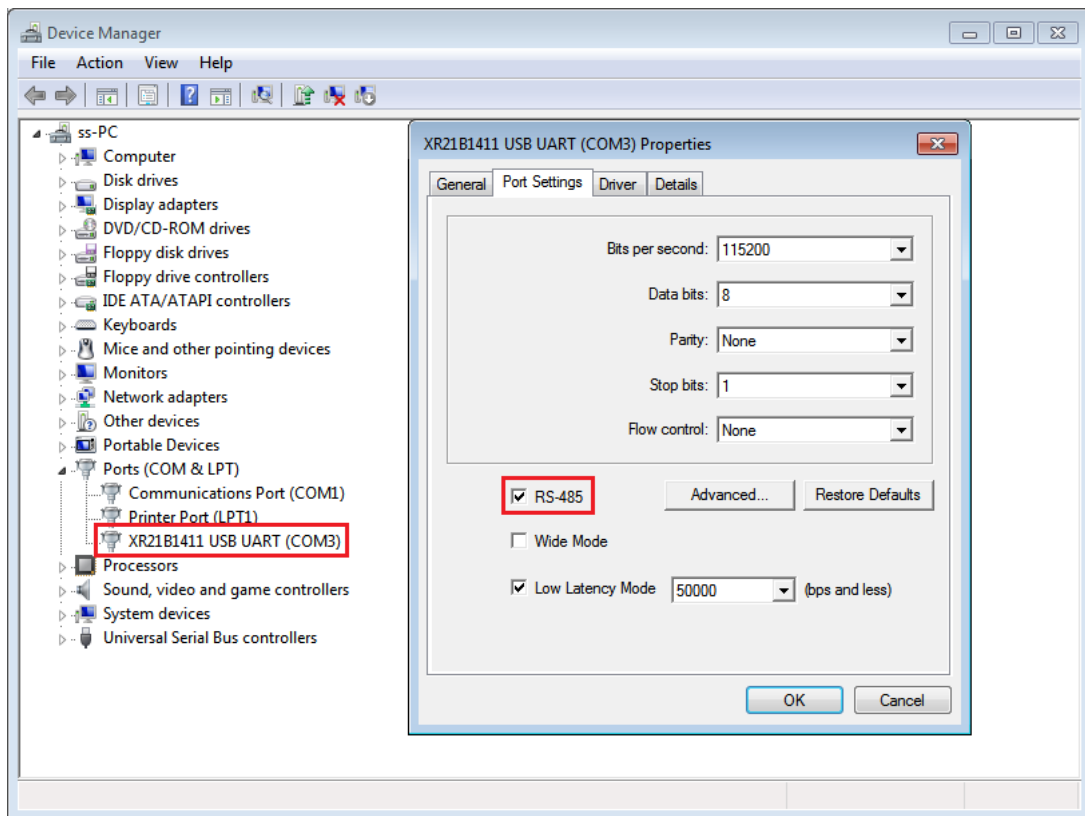 Device Manager
File Action View Help
ss-PC
Computer
Disk drives
Display adapters
DVD/CD-ROM drives
Floppy disk drives
Floppy drive controllers
IDE ATA/ATAPI controllers
Keyboards
Mice and other pointing devices
Monitors
Network adapters
Other devices
Portable Devices
Ports (COM & LPT)
Communications Port (COM1)
Printer Port (LPT1)
XR21B1411 USB UART (COM3)
Processors
Sound, video and game controllers
System devices
Universal Serial Bus controllers
XR21B1411 USB UART (COM3) Properties
General Port Settings Driver Details
Bits per second: 115200
Data bits: 8
Parity: None
Stop bits: 1
Flow control: None
RS-485 Advanced... Restore Defaults
Wide Mode
Low Latency Mode 50000 (bps and less)
OK Cancel